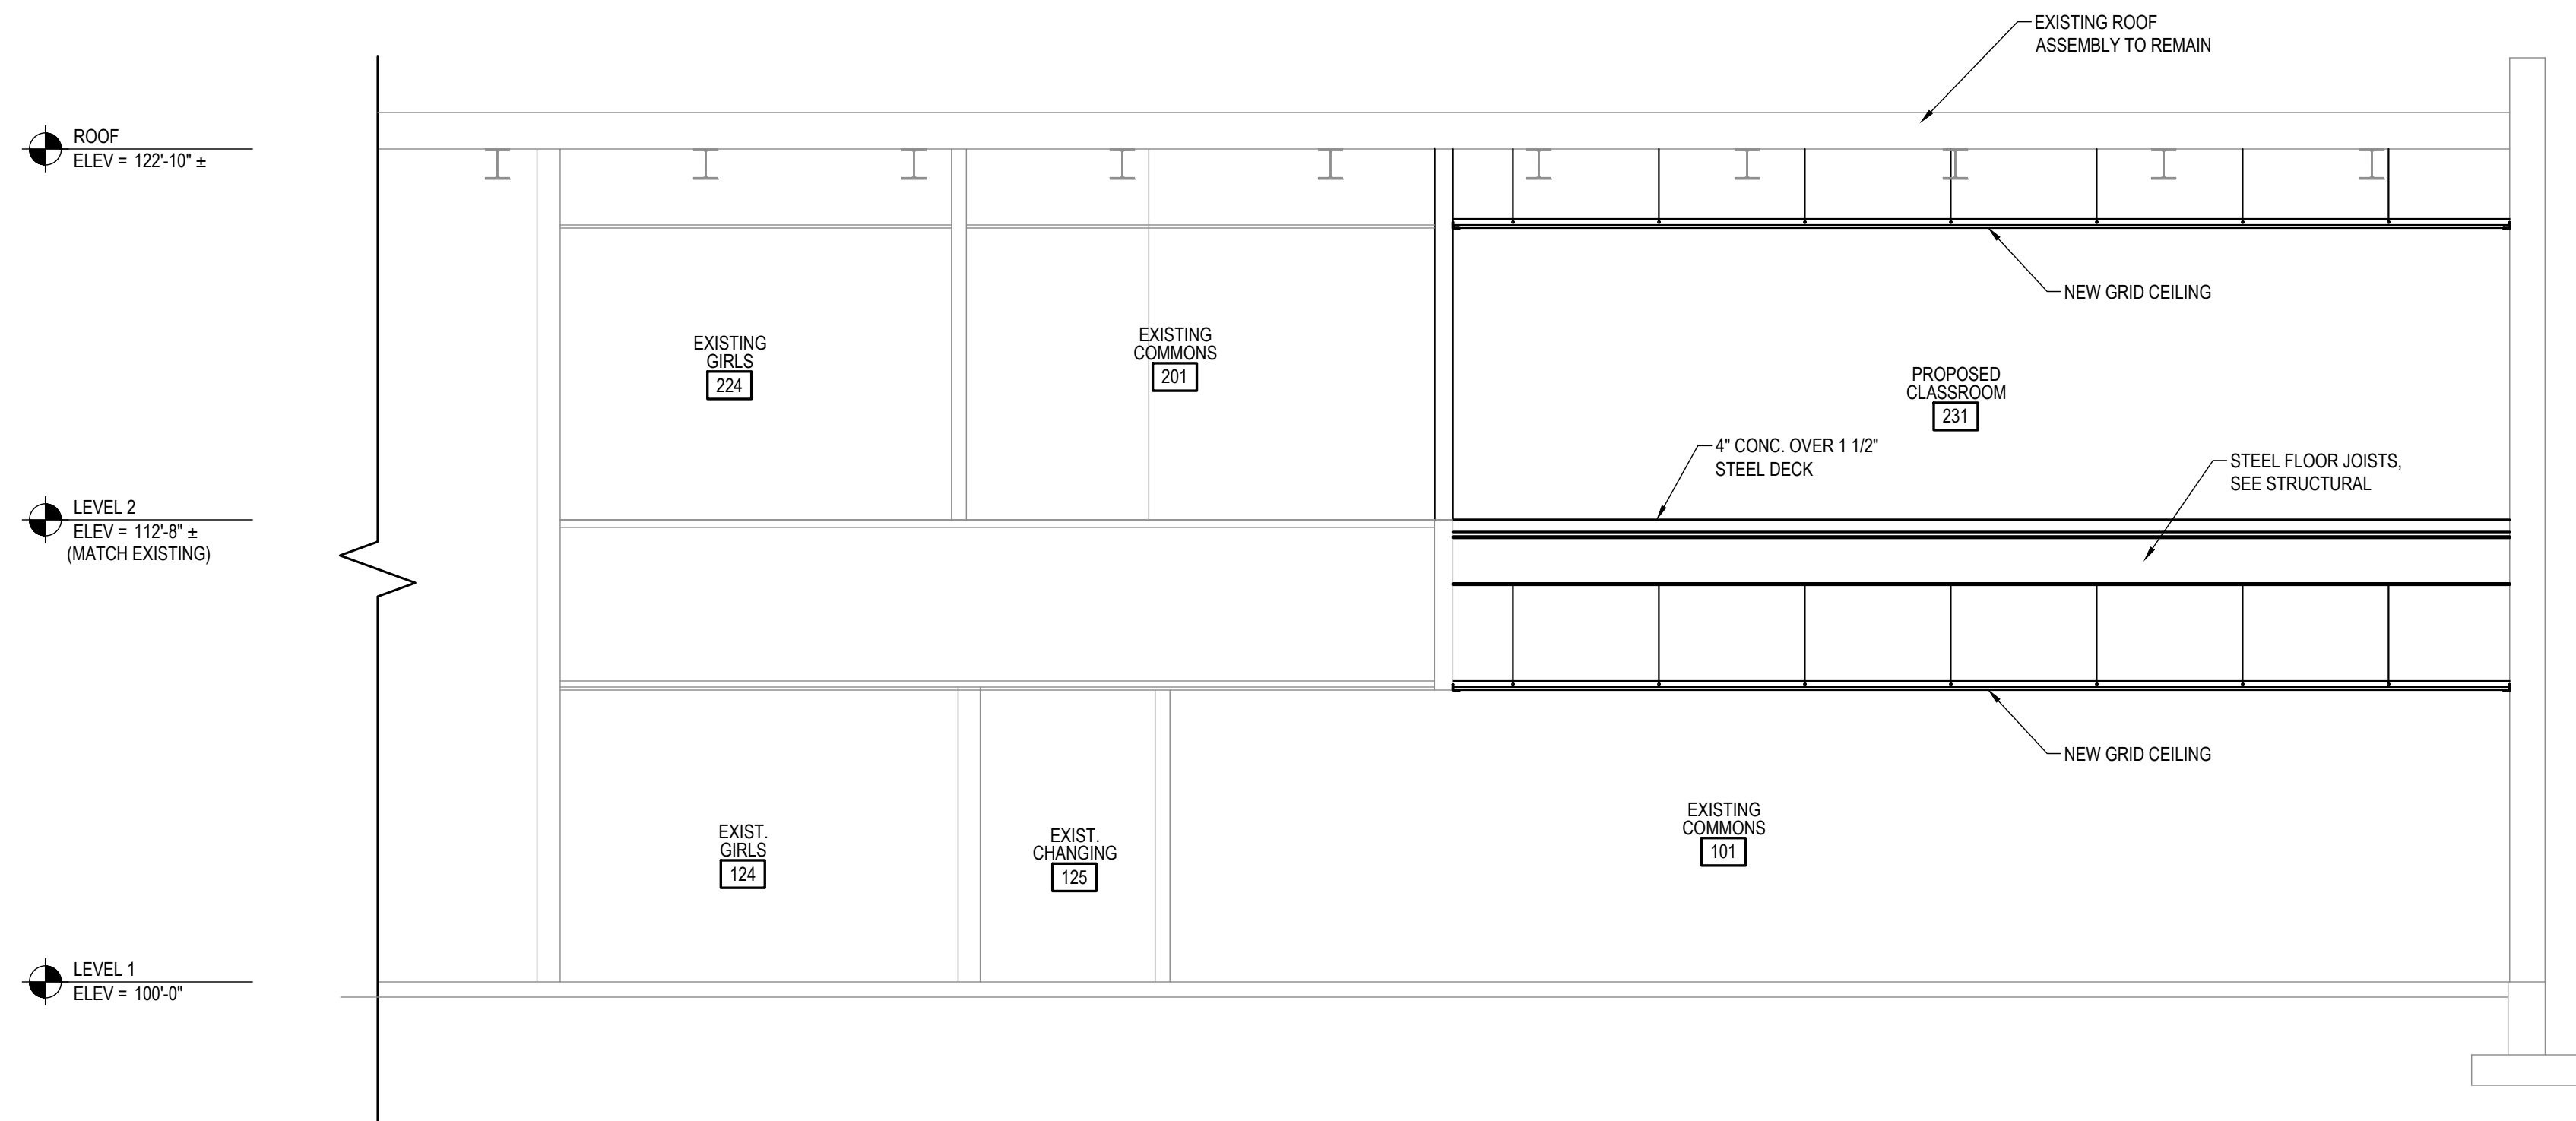 EXISTING ROOF
ASSEMBLY TO REMAIN
ROOF
ELEV = 122'-10" ±
NEW GRID CEILING
EXISTING
GIRLS
224
EXISTING
COMMONS
201
PROPOSED
CLASSROOM
231
4" CONC. OVER 1 1/2"
STEEL DECK
STEEL FLOOR JOISTS,
SEE STRUCTURAL
LEVEL 2
ELEV = 112'-8" ±
(MATCH EXISTING)
NEW GRID CEILING
EXIST.
GIRLS
124
EXIST.
CHANGING
125
EXISTING
COMMONS
101
LEVEL 1
ELEV = 100'-0"